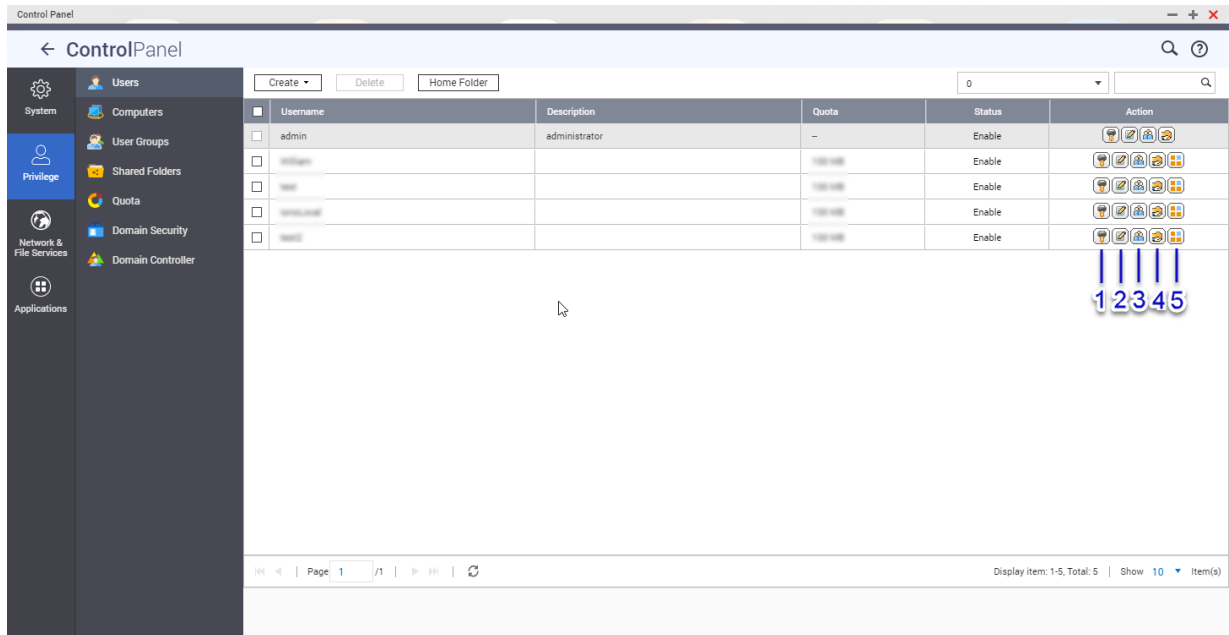 Control Panel
ControlPanel
System
Privilege
Network &
File Services
Applications
Users
Computers
User Groups
Shared Folders
Quota
Domain Security
Domain Controller
Create Delete Home Folder 0
Username Description Quota Status Action
admin administrator -- Enable
Enable
Enable
Enable
Enable
1 2 3 4 5
Page 1 /1 Display item: 1-5, Total: 5 Show 10 Item(s)